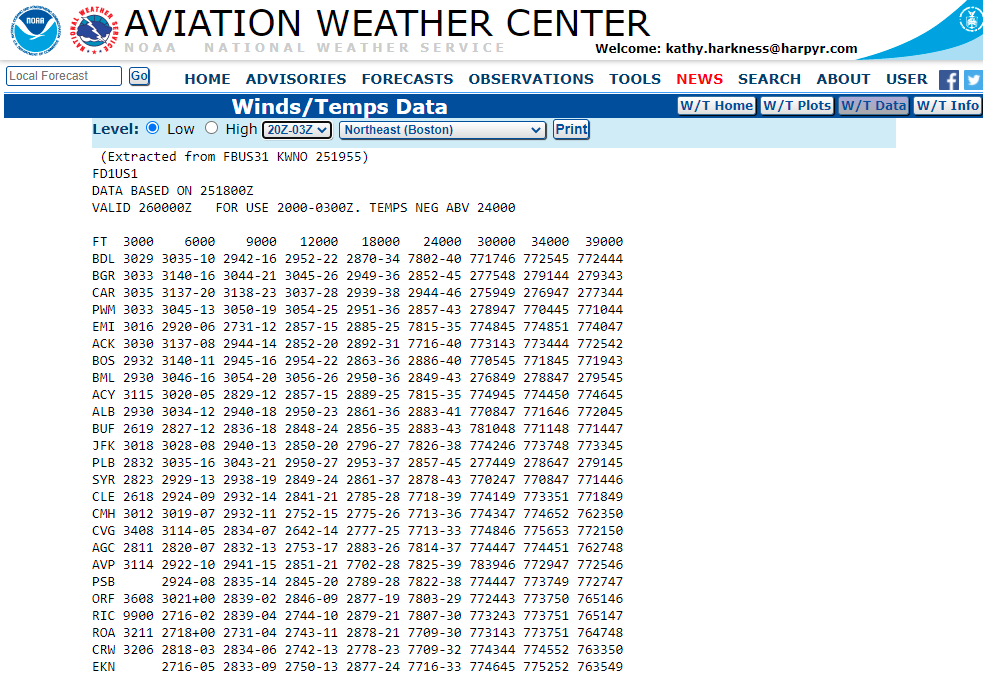 NOAA
AVIATION WEATHER CENTER
NOAA NATIONAL WEATHER SERVICE
Welcome: kathy.harkness@harpyr.com
Local Forecast Go HOME ADVISORIES FORECASTS OBSERVATIONS TOOLS NEWS SEARCH ABOUT USER
Winds/Temps Data W/T Home W/T Plots W/T Data W/T Info
Level: Low High 20Z-03Z Northeast (Boston) Print
(Extracted from FBUS31 KWNO 251955)
FD1US1
DATA BASED ON 251800Z
VALID 260000Z FOR USE 2000-0300Z. TEMPS NEG ABV 24000
FT 3000 6000 9000 12000 18000 24000 30000 34000 39000
BDL 3029 3035-10 2942-16 2952-22 2870-34 7802-40 771746 772545 772444
BGR 3033 3140-16 3044-21 3045-26 2949-36 2852-45 277548 279144 279343
CAR 3035 3137-20 3138-23 3037-28 2939-38 2944-46 275949 276947 277344
PWM 3033 3045-13 3050-19 3054-25 2951-36 2857-43 278947 770445 771044
EMI 3016 2920-06 2731-12 2857-15 2885-25 7815-35 774845 774851 774047
ACK 3030 3137-08 2944-14 2852-20 2892-31 7716-40 773143 773444 772542
BOS 2932 3140-11 2945-16 2954-22 2863-36 2886-40 770545 771845 771943
BML 2930 3046-16 3054-20 3056-26 2950-36 2849-43 276849 278847 279545
ACY 3115 3020-05 2829-12 2857-15 2889-25 7815-35 774945 774450 774645
ALB 2930 3034-12 2940-18 2950-23 2861-36 2883-41 770847 771646 772045
BUF 2619 2827-12 2836-18 2848-24 2856-35 2883-43 781048 771148 771447
JFK 3018 3028-08 2940-13 2850-20 2796-27 7826-38 774246 773748 773345
PLB 2832 3035-16 3043-21 2950-27 2953-37 2857-45 277449 278647 279145
SYR 2823 2929-13 2938-19 2849-24 2861-37 2878-43 770247 770847 771446
CLE 2618 2924-09 2932-14 2841-21 2785-28 7718-39 774149 773351 771849
CMH 3012 3019-07 2932-11 2752-15 2775-26 7713-36 774347 774652 762350
CVG 3408 3114-05 2834-07 2642-14 2777-25 7713-33 774846 775653 772150
AGC 2811 2820-07 2832-13 2753-17 2883-26 7814-37 774447 774451 762748
AVP 3114 2922-10 2941-15 2851-21 7702-28 7825-39 783946 772947 772546
PSB 2924-08 2835-14 2845-20 2789-28 7822-38 774447 773749 772747
ORF 3608 3021+00 2839-02 2846-09 2877-19 7803-29 772443 773750 765146
RIC 9900 2716-02 2839-04 2744-10 2879-21 7807-30 773243 773751 765147
ROA 3211 2718+00 2731-04 2743-11 2878-21 7709-30 773143 773751 764748
CRW 3206 2818-03 2834-06 2742-13 2778-23 7709-32 774344 774552 763350
EKN 2716-05 2833-09 2750-13 2877-24 7716-33 774645 775252 763549